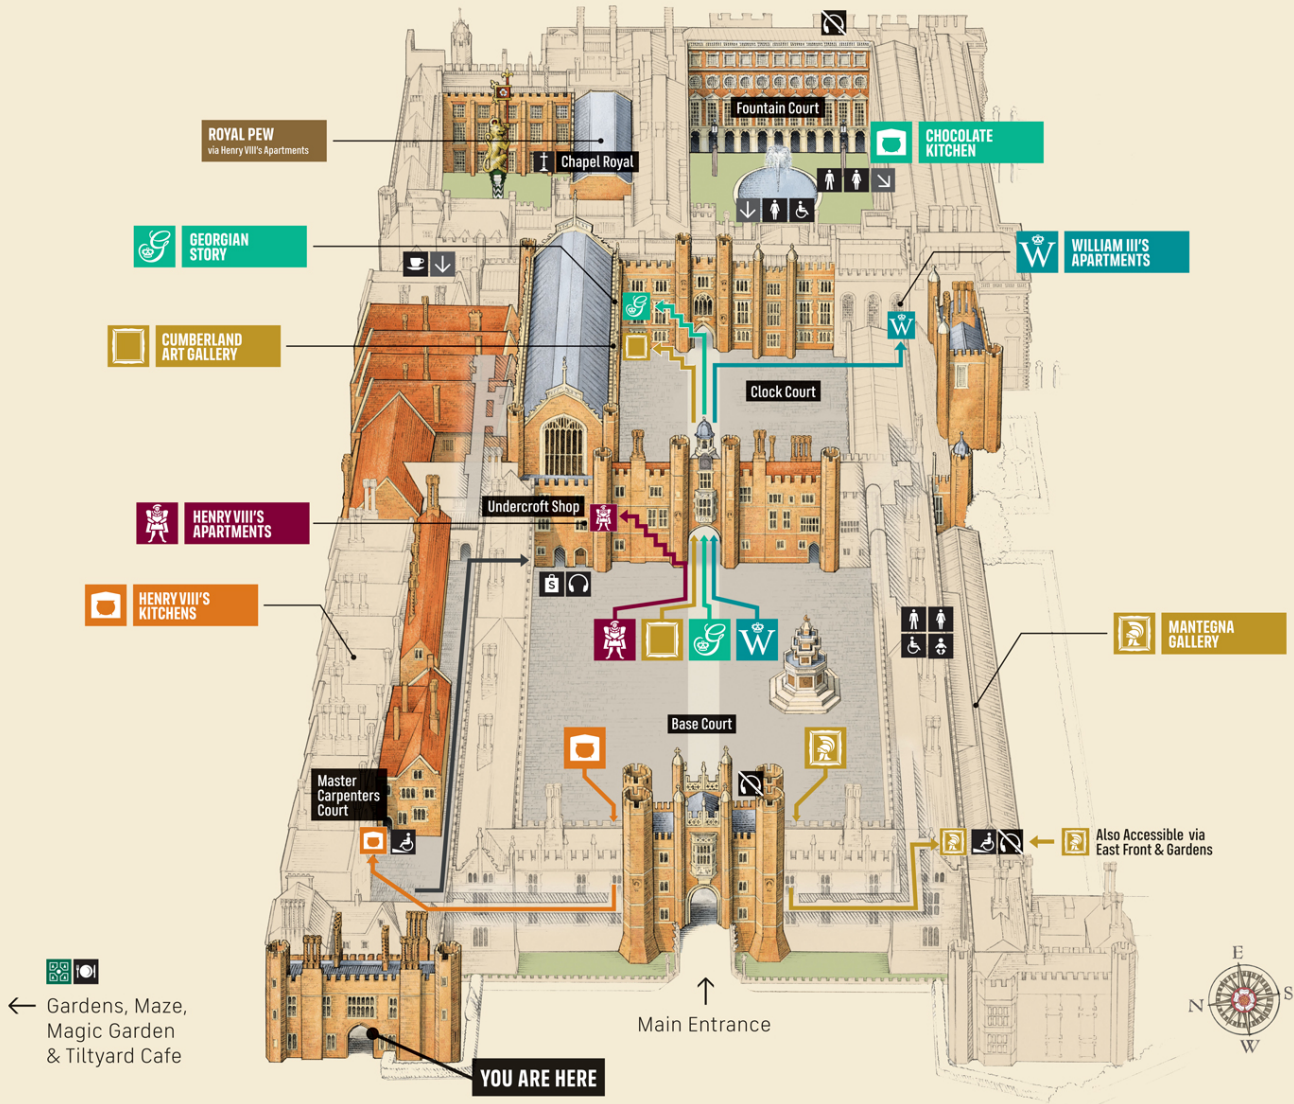 Fountain Court
ROYAL PEW
via Henry VIII's Apartments
Chapel Royal
CHOCOLATE
KITCHEN
GEORGIAN
STORY
WILLIAM III'S
APARTMENTS
CUMBERLAND
ART GALLERY
G
W
Clock Court
Undercroft Shop
HENRY VIII'S
APARTMENTS
S
HENRY VIII'S
KITCHENS
G
W
MANTEGNA
GALLERY
Base Court
Master
Carpenters
Court
Also Accessible via
East Front & Gardens
Gardens, Maze,
Magic Garden
& Tiltyard Cafe
Main Entrance
YOU ARE HERE
E
N
S
W